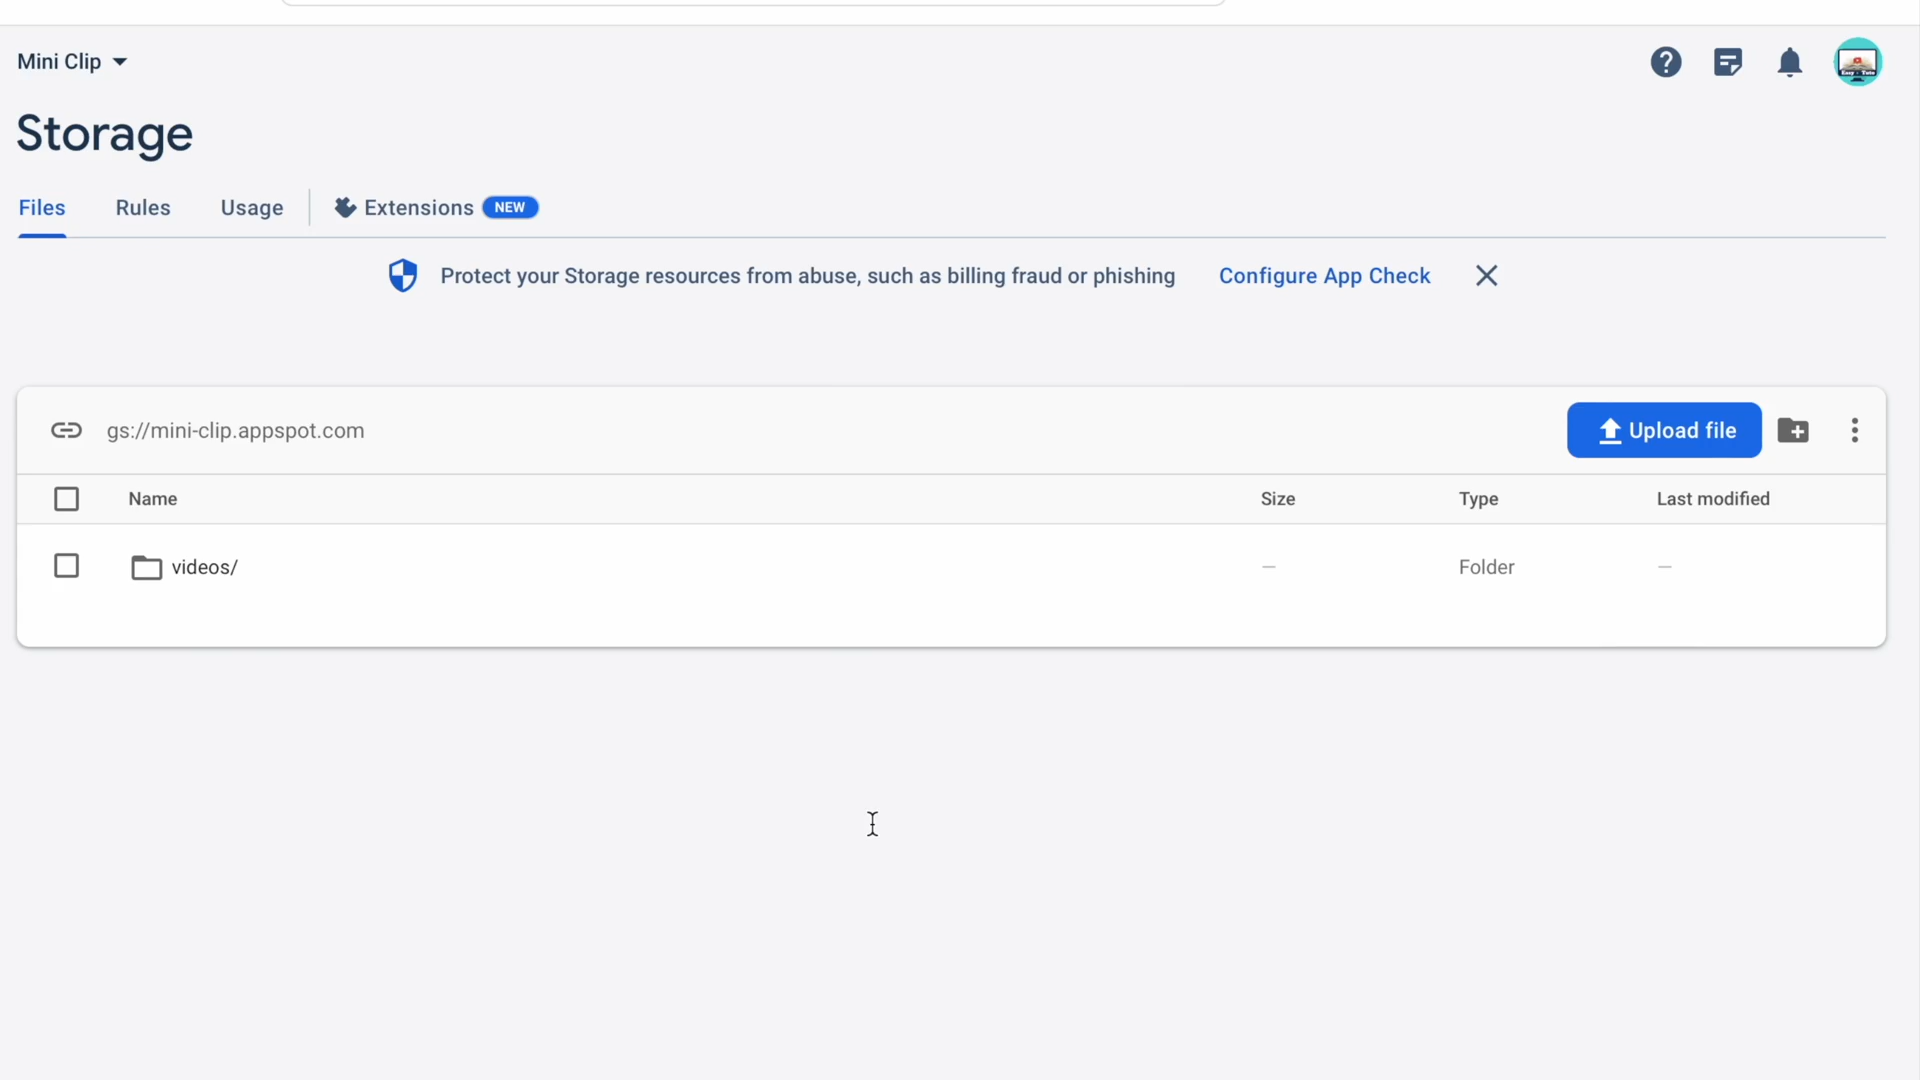 Mini Clip
Storage
Files Rules Usage Extensions NEW
Protect your Storage resources from abuse, such as billing fraud or phishing Configure App Check
gs://mini-clip.appspot.com Upload file
Name Size Type Last modified
videos/ — Folder —